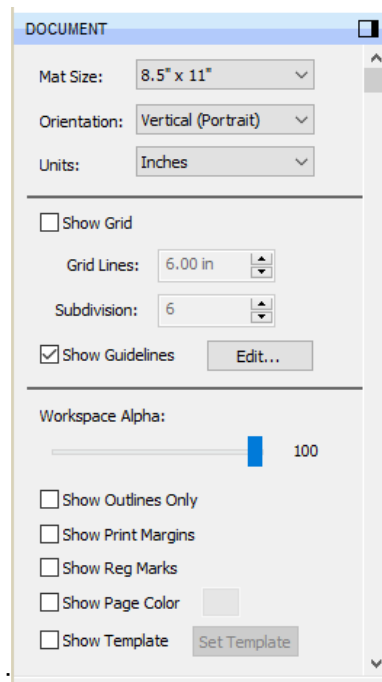 DOCUMENT
Mat Size: 8.5" x 11"
Orientation: Vertical (Portrait)
Units: Inches
Show Grid
Grid Lines: 6.00 in
Subdivision: 6
Show Guidelines Edit...
Workspace Alpha:
100
Show Outlines Only
Show Print Margins
Show Reg Marks
Show Page Color
Show Template Set Template
.